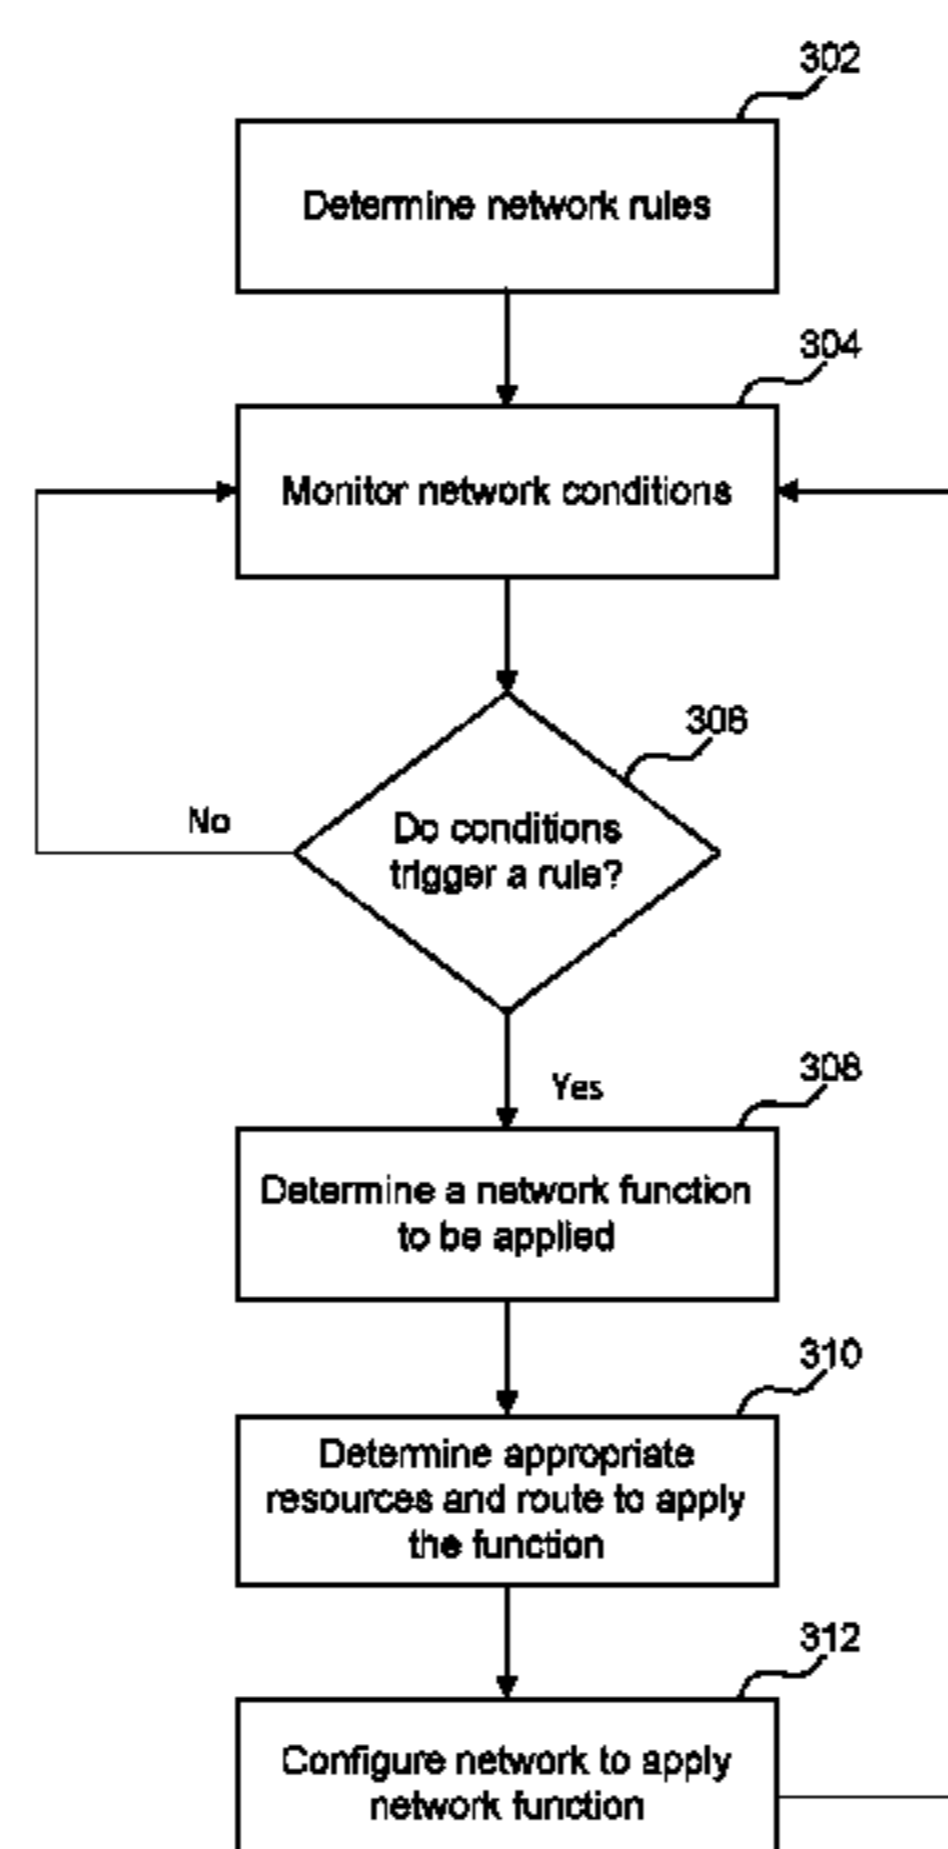 302
Determine network rules
304
Monitor network conditions
306
No
Do conditions
trigger a rule?
Yes
308
Determine a network function
to be applied
310
Determine appropriate
resources and route to apply
the function
312
Configure network to apply
network function